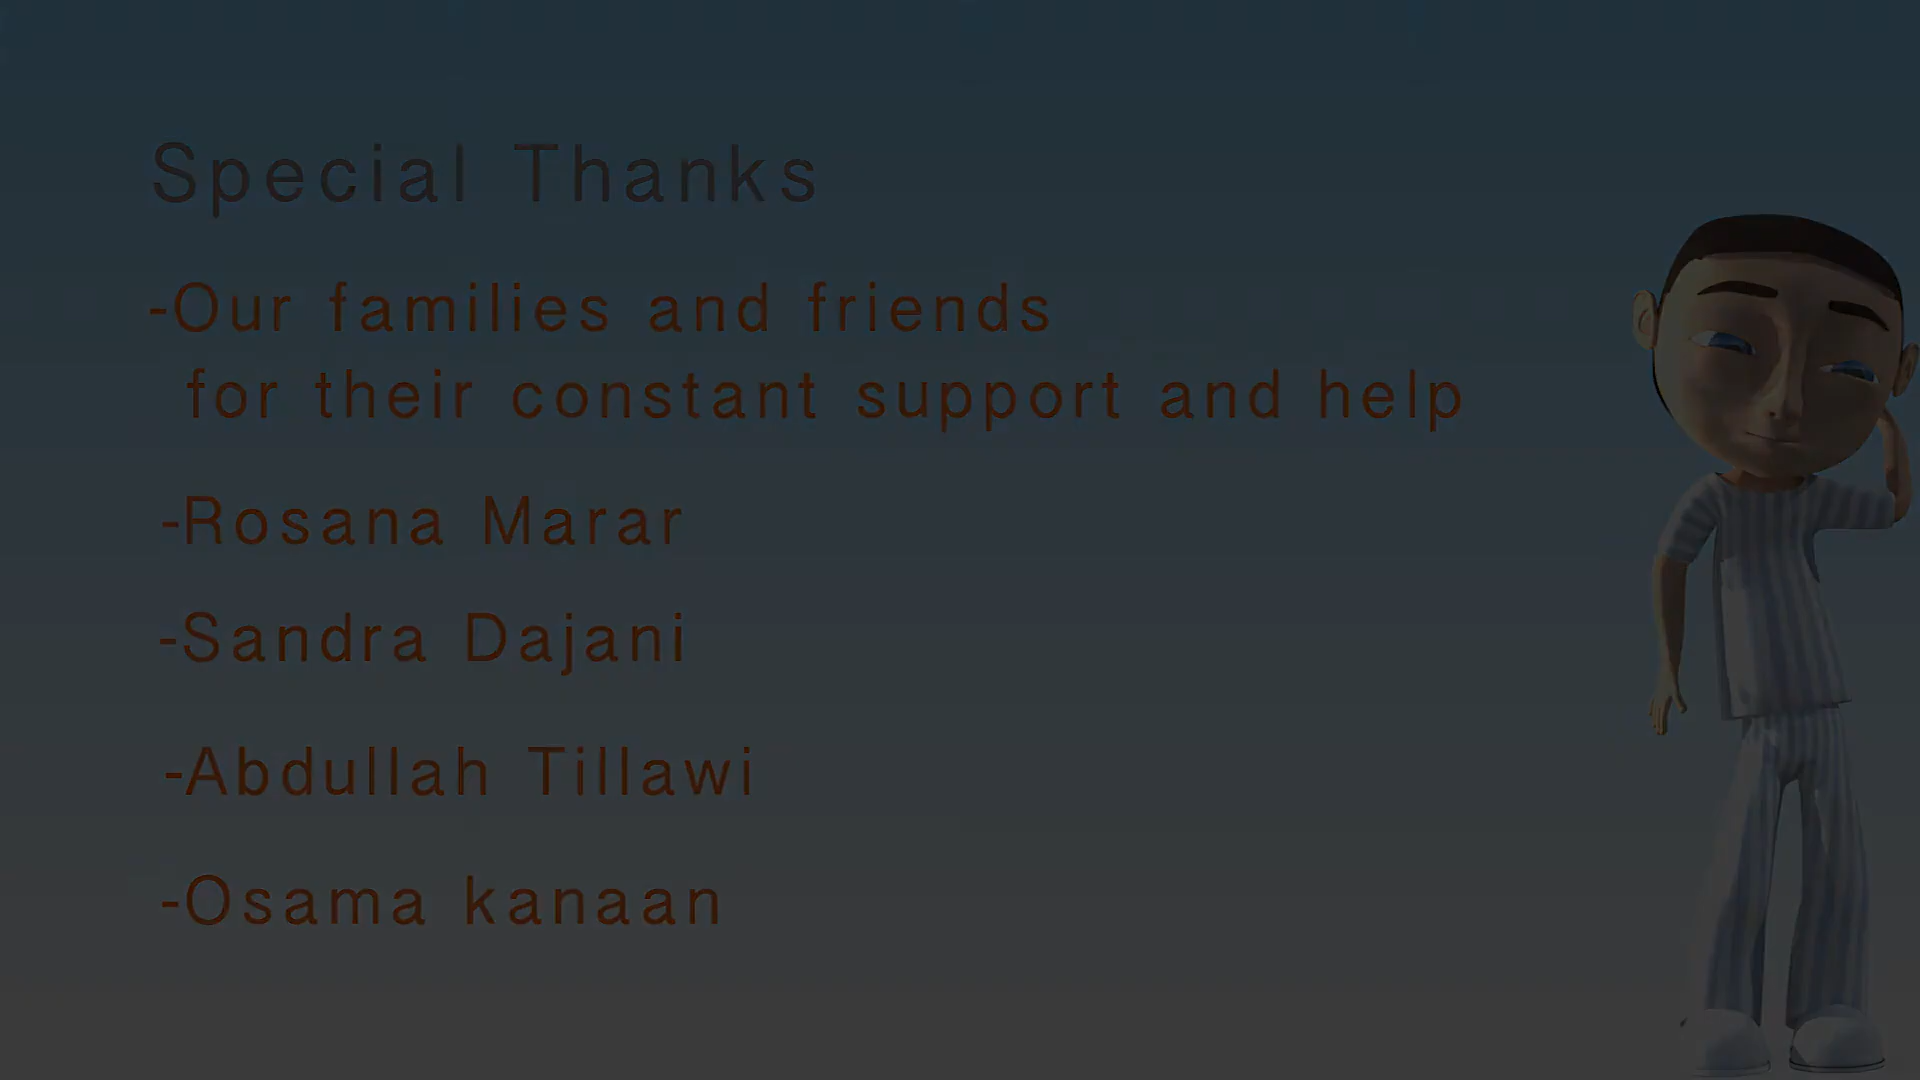 Special Thanks
-Our families and friends
for their constant support and help
-Rosana Marar
-Sandra Dajani
-Abdullah Tillawi
-Osama kanaan